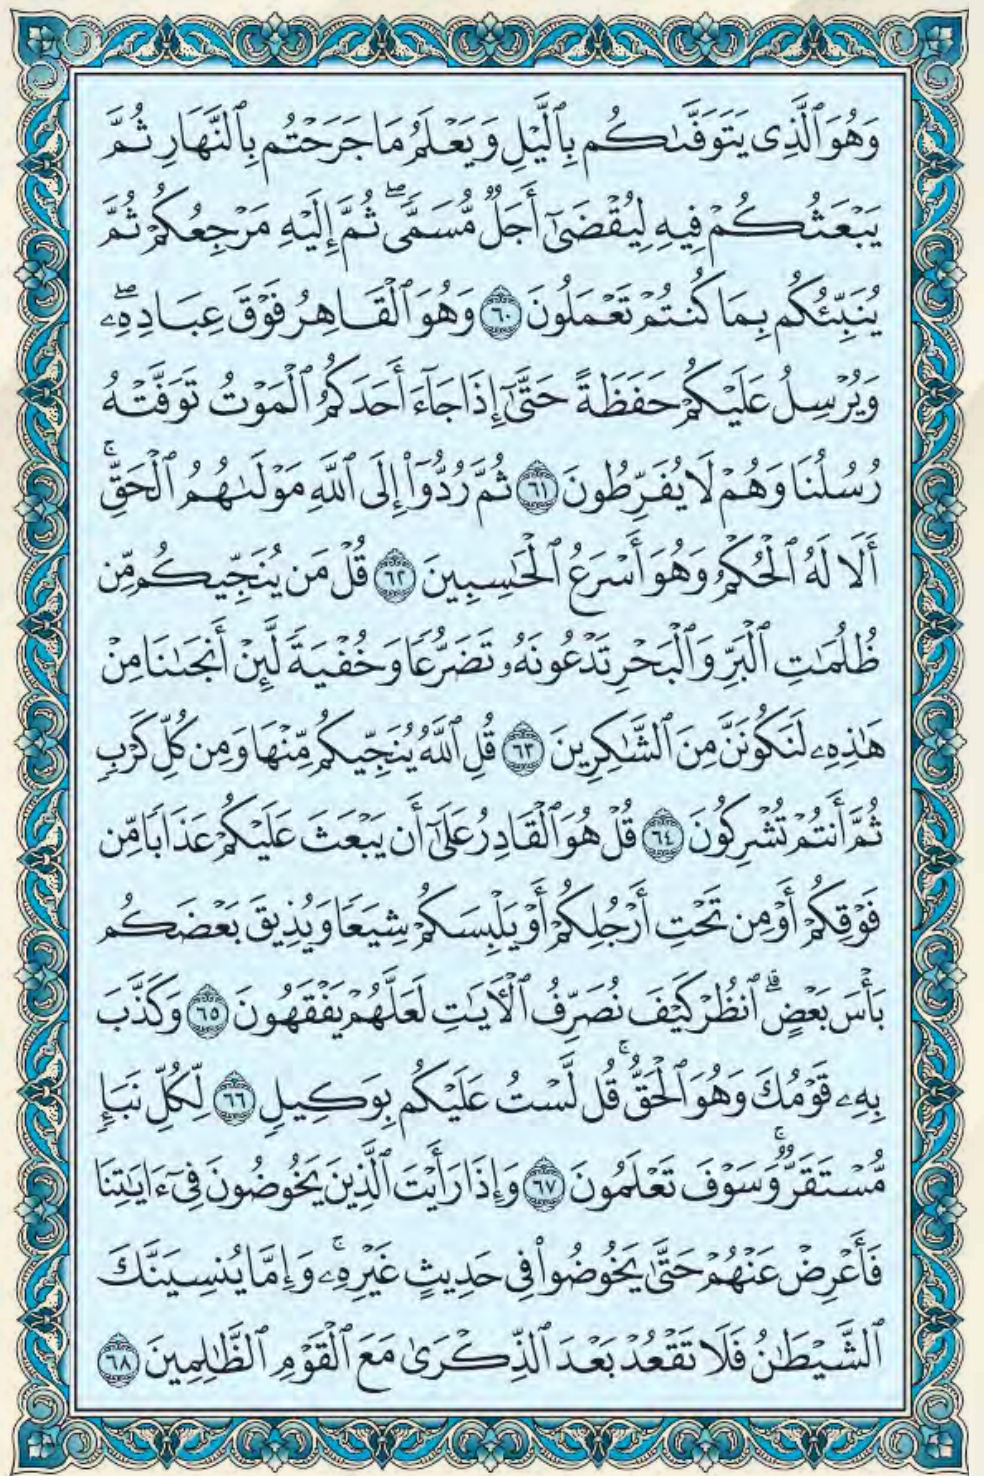 وَهُوَ ٱلَّذِى يَتَوَفَّىٰكُم بِٱلَّيْلِ وَيَعْلَمُ مَا جَرَحْتُم بِٱلنَّهَارِ ثُمَّ
يَبْعَثُكُمْ فِيهِ لِيُقْضَىٰٓ أَجَلٌ مُّسَمًّى ۖ ثُمَّ إِلَيْهِ مَرْجِعُكُمْ ثُمَّ
يُنَبِّئُكُم بِمَا كُنتُمْ تَعْمَلُونَ ٦٠ وَهُوَ ٱلْقَاهِرُ فَوْقَ عِبَادِهِۦ ۖ
وَيُرْسِلُ عَلَيْكُمْ حَفَظَةً حَتَّىٰٓ إِذَا جَآءَ أَحَدَكُمُ ٱلْمَوْتُ تَوَفَّتْهُ
رُسُلُنَا وَهُمْ لَا يُفَرِّطُونَ ٦١ ثُمَّ رُدُّوٓا۟ إِلَى ٱللَّهِ مَوْلَىٰهُمُ ٱلْحَقِّ ۚ
أَلَا لَهُ ٱلْحُكْمُ وَهُوَ أَسْرَعُ ٱلْحَـٰسِبِينَ ٦٢ قُلْ مَن يُنَجِّيكُم مِّن
ظُلُمَـٰتِ ٱلْبَرِّ وَٱلْبَحْرِ تَدْعُونَهُۥ تَضَرُّعًا وَخُفْيَةً لَّئِنْ أَنجَىٰنَا مِنْ
هَـٰذِهِۦ لَنَكُونَنَّ مِنَ ٱلشَّـٰكِرِينَ ٦٣ قُلِ ٱللَّهُ يُنَجِّيكُم مِّنْهَا وَمِن كُلِّ كَرْبٍ
ثُمَّ أَنتُمْ تُشْرِكُونَ ٦٤ قُلْ هُوَ ٱلْقَادِرُ عَلَىٰٓ أَن يَبْعَثَ عَلَيْكُمْ عَذَابًا مِّن
فَوْقِكُمْ أَوْ مِن تَحْتِ أَرْجُلِكُمْ أَوْ يَلْبِسَكُمْ شِيَعًا وَيُذِيقَ بَعْضَكُم
بَأْسَ بَعْضٍ ۗ ٱنظُرْ كَيْفَ نُصَرِّفُ ٱلْـَٔايَـٰتِ لَعَلَّهُمْ يَفْقَهُونَ ٦٥ وَكَذَّبَ
بِهِۦ قَوْمُكَ وَهُوَ ٱلْحَقُّ ۚ قُل لَّسْتُ عَلَيْكُم بِوَكِيلٍ ٦٦ لِّكُلِّ نَبَإٍ
مُّسْتَقَرٌّ ۚ وَسَوْفَ تَعْلَمُونَ ٦٧ وَإِذَا رَأَيْتَ ٱلَّذِينَ يَخُوضُونَ فِىٓ ءَايَـٰتِنَا
فَأَعْرِضْ عَنْهُمْ حَتَّىٰ يَخُوضُوا۟ فِى حَدِيثٍ غَيْرِهِۦ ۚ وَإِمَّا يُنسِيَنَّكَ
ٱلشَّيْطَـٰنُ فَلَا تَقْعُدْ بَعْدَ ٱلذِّكْرَىٰ مَعَ ٱلْقَوْمِ ٱلظَّـٰلِمِينَ ٦٨